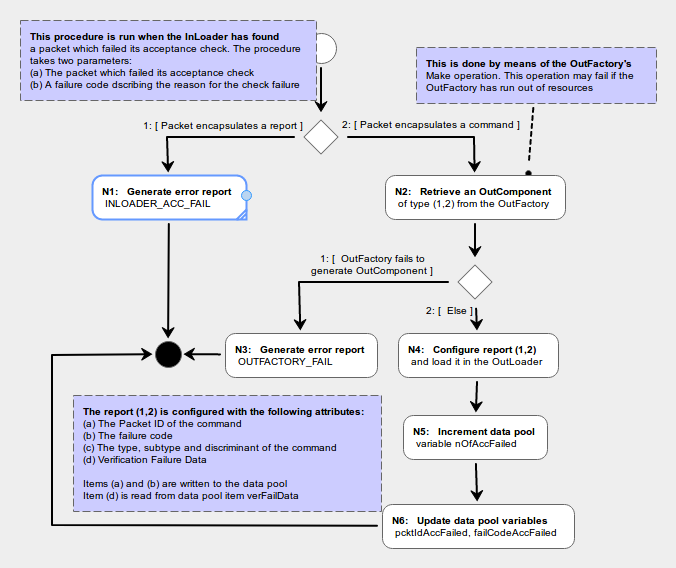 This procedure is run when the InLoader has found
a packet which failed its acceptance check. The procedure
takes two parameters:
(a) The packet which failed its acceptance check
(b) A failure code dscribing the reason for the check failure
This is done by means of the OutFactory's
Make operation. This operation may fail if the
OutFactory has run out of resources
1: [ Packet encapsulates a report ]
2: [ Packet encapsulates a command ]
N1: Generate error report
INLOADER_ACC_FAIL
N2: Retrieve an OutComponent
of type (1,2) from the OutFactory
1: [ OutFactory fails to
generate OutComponent ]
2: [ Else ]
N3: Generate error report
OUTFACTORY_FAIL
N4: Configure report (1,2)
and load it in the OutLoader
The report (1,2) is configured with the following attributes:
(a) The Packet ID of the command
(b) The failure code
(c) The type, subtype and discriminant of the command
(d) Verification Failure Data
Items (a) and (b) are written to the data pool
Item (d) is read from data pool item verFailData
N5: Increment data pool
variable nOfAccFailed
N6: Update data pool variables
pcktIdAccFailed, failCodeAccFailed